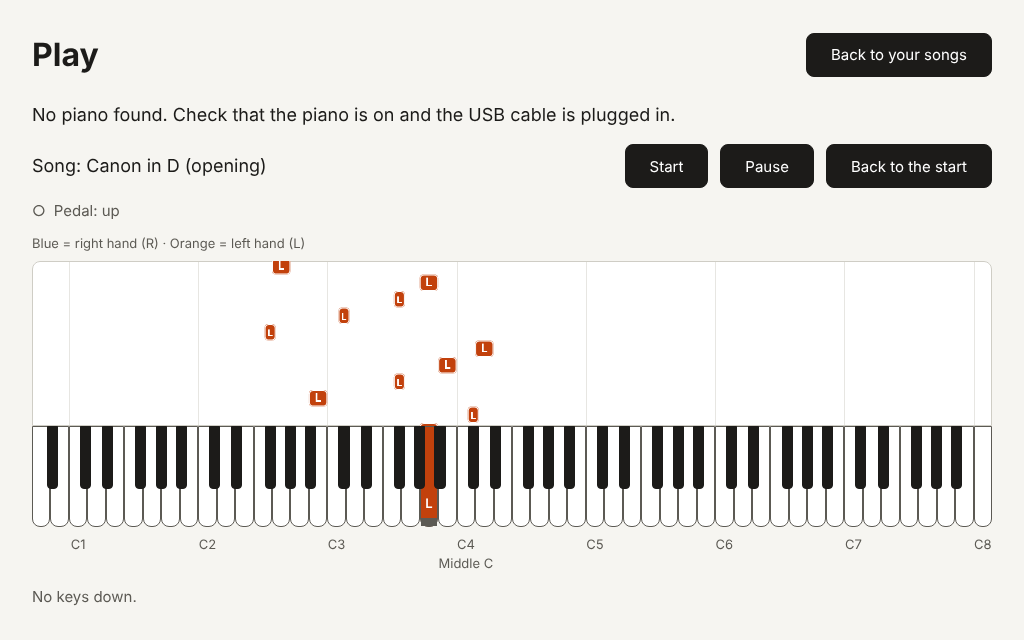 Play
Back to your songs
No piano found. Check that the piano is on and the USB cable is plugged in.
Song: Canon in D (opening)
Start
Pause
Back to the start
Pedal: up
Blue = right hand (R) · Orange = left hand (L)
L
L
L
L
L
L
L
L
L
L
L
C1
C2
C3
C4
C5
C6
C7
C8
Middle C
No keys down.